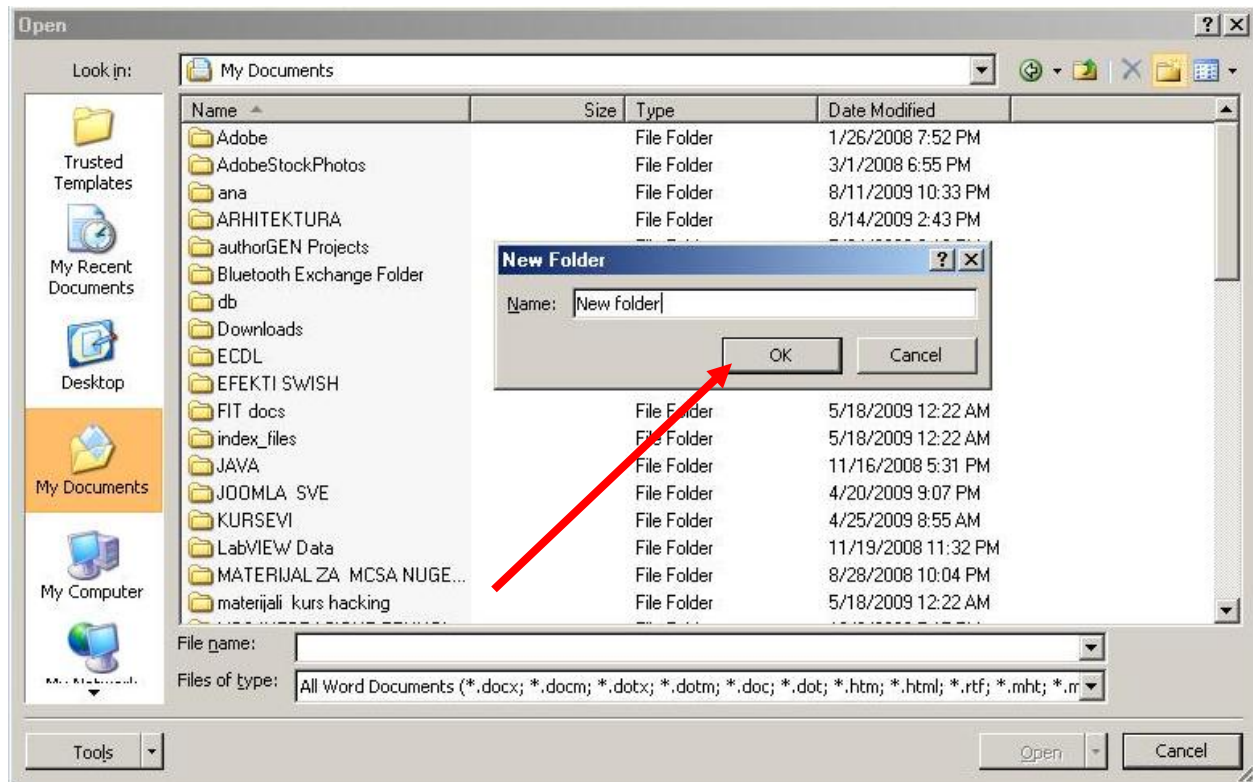 Open
Look in:
My Documents
Name Size Type Date Modified
Trusted Templates
My Recent Documents
Desktop
My Documents
My Computer
Adobe File Folder 1/26/2008 7:52 PM
AdobeStockPhotos File Folder 3/1/2008 6:55 PM
ana File Folder 8/11/2009 10:33 PM
ARHITEKTURA File Folder 8/14/2009 2:43 PM
authorGEN Projects
Bluetooth Exchange Folder
db
Downloads
ECDL
EFEKTI SWISH
FIT docs File Folder 5/18/2009 12:22 AM
index_files File Folder 5/18/2009 12:22 AM
JAVA File Folder 11/16/2008 5:31 PM
JOOMLA SVE File Folder 4/20/2009 9:07 PM
KURSEVI File Folder 4/25/2009 8:55 AM
LabVIEW Data File Folder 11/19/2008 11:32 PM
MATERIJAL ZA MCSA NUGE... File Folder 8/28/2008 10:04 PM
materijali kurs hacking File Folder 5/18/2009 12:22 AM
New Folder
Name: New folder
OK Cancel
File name:
Files of type: All Word Documents (*.docx; *.docm; *.dotx; *.dotm; *.doc; *.dot; *.htm; *.html; *.rtf; *.mht; *.m
Tools Open Cancel